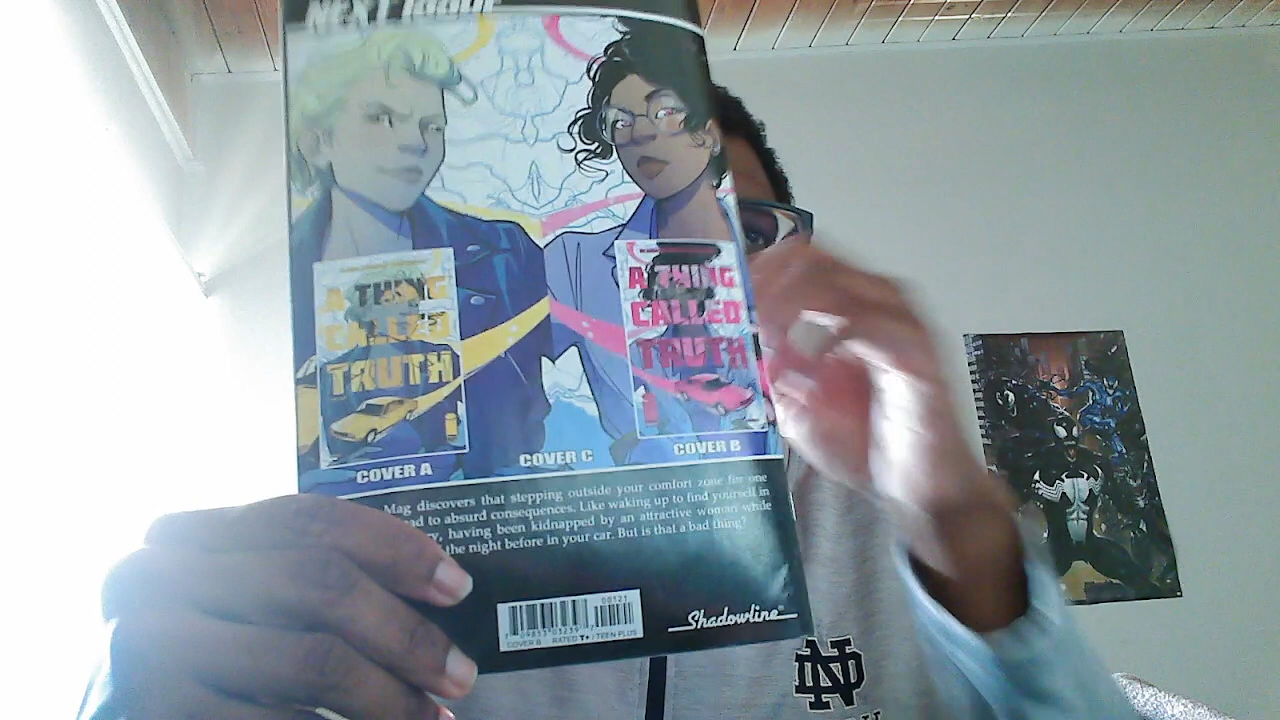 NEXT ISSUE
A THING
CALLED
TRUTH
A THING
CALLED
TRUTH
COVER A
COVER C
COVER B
Mag discovers that stepping outside your comfort zone for one
ad to absurd consequences. Like waking up to find yourself in
y, having been kidnapped by an attractive woman while
the night before in your car. But is that a bad thing?
00121
COVER B RATED T+ / TEEN PLUS
Shadowline®
ND